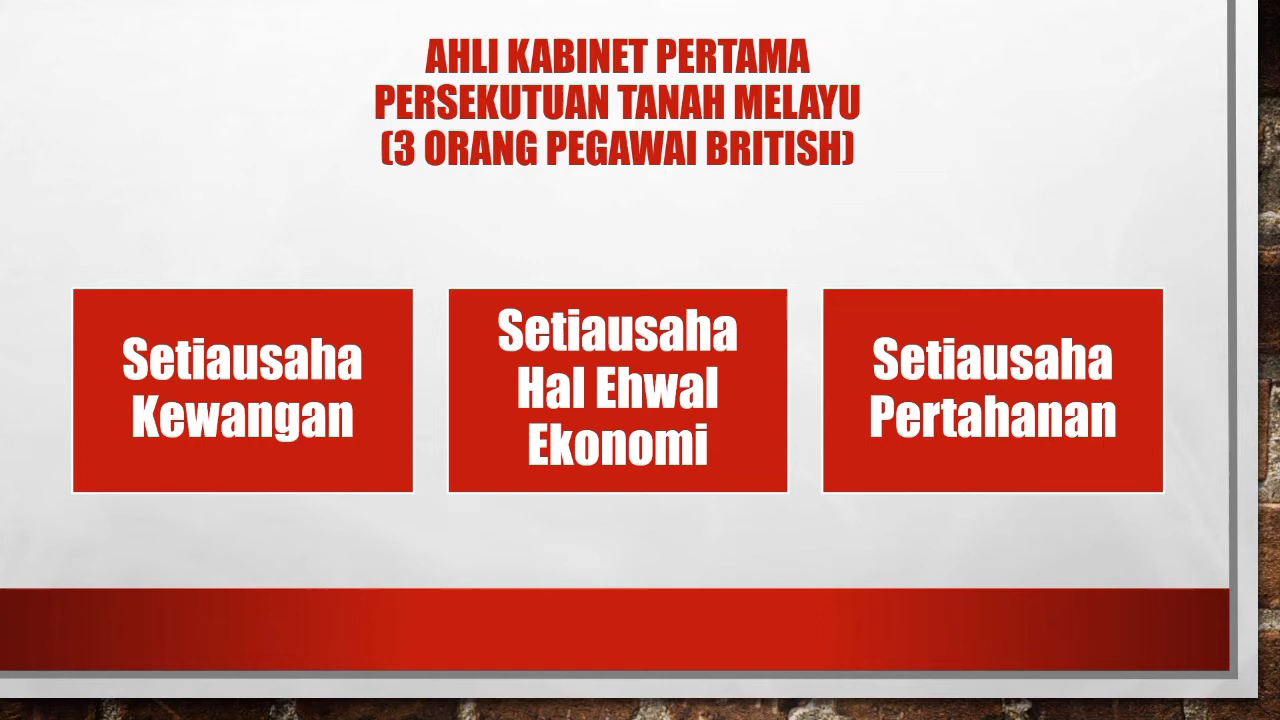 AHLI KABINET PERTAMA
PERSEKUTUAN TANAH MELAYU
(3 ORANG PEGAWAI BRITISH)
Setiausaha
Kewangan
Setiausaha
Hal Ehwal
Ekonomi
Setiausaha
Pertahanan